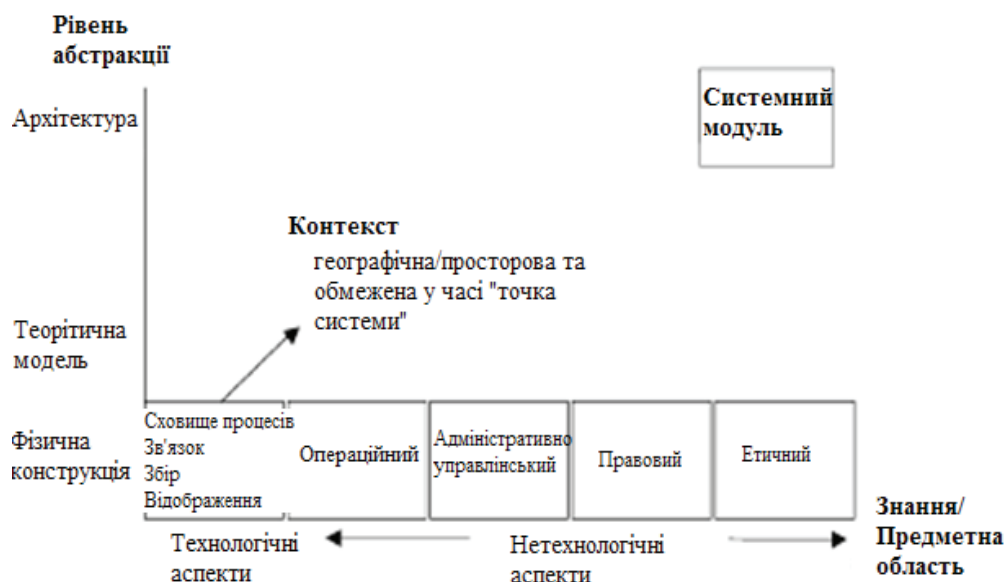 Рівень
абстракції
Архітектура
Системний
модуль
Контекст
географічна/просторова та
обмежена у часі "точка
системи"
Теорітична
модель
Фізична
конструкція
Сховище процесів
Зв'язок
Збір
Відображення
Операційний
Адміністративно
управлінський
Правовий
Етичний
Технологічні
аспекти
Нетехнологічні
аспекти
Знання/
Предметна
область